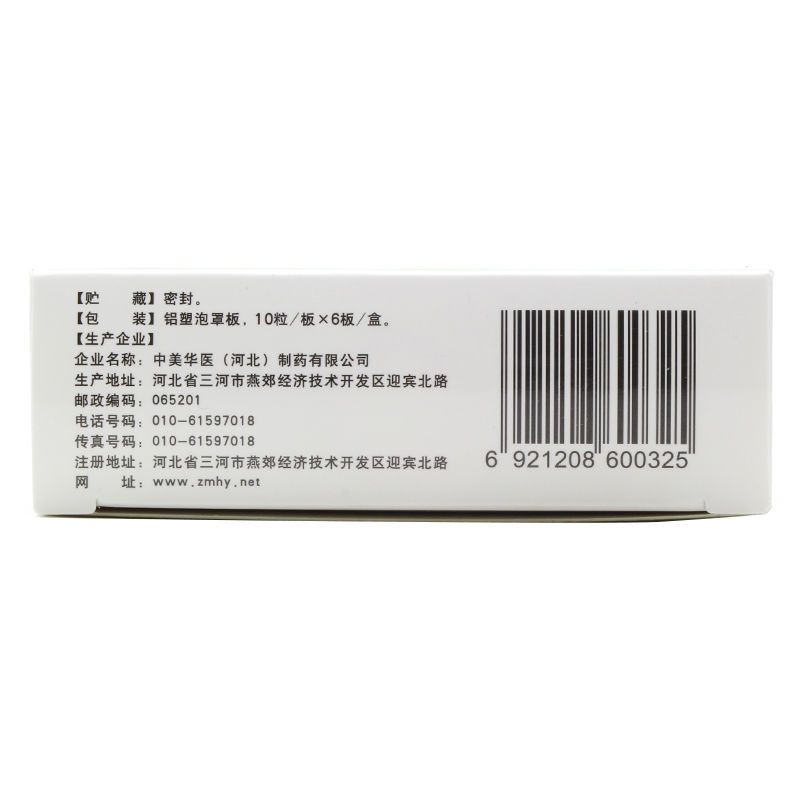 【贮　　藏】密封。
【包　　装】铝塑泡罩板，10粒/板×6板/盒。
【生产企业】
企业名称：中美华医（河北）制药有限公司
生产地址：河北省三河市燕郊经济技术开发区迎宾北路
邮政编码：065201
电话号码：010-61597018
传真号码：010-61597018
注册地址：河北省三河市燕郊经济技术开发区迎宾北路
网　　址：www.zmhy.net
6 921208 600325